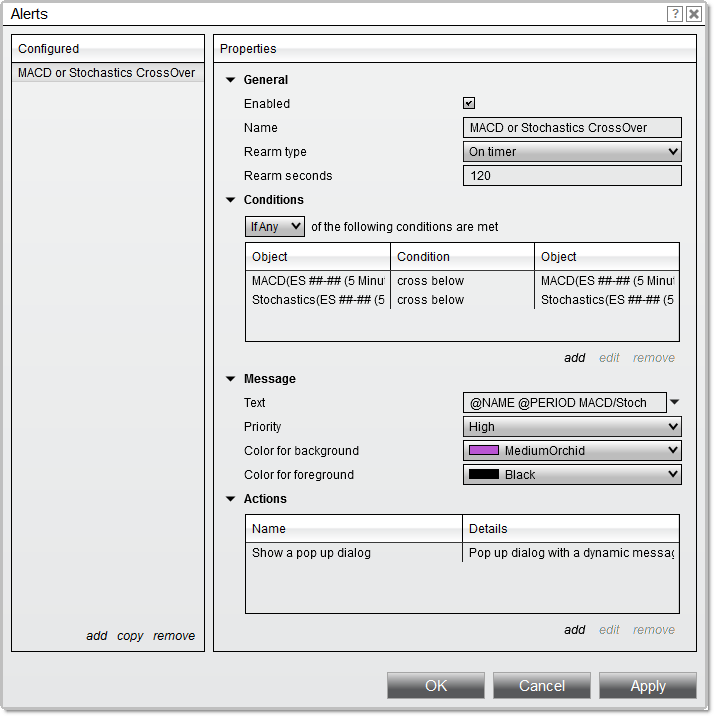 Alerts
Configured
MACD or Stochastics CrossOver
add copy remove
Properties
General
Enabled
Name MACD or Stochastics CrossOver
Rearm type On timer
Rearm seconds 120
Conditions
If Any of the following conditions are met
Object Condition Object
MACD(ES ##-## (5 Minut cross below MACD(ES ##-## (5 Minut
Stochastics(ES ##-## (5 cross below Stochastics(ES ##-## (5
add edit remove
Message
Text @NAME @PERIOD MACD/Stoch
Priority High
Color for background MediumOrchid
Color for foreground Black
Actions
Name Details
Show a pop up dialog Pop up dialog with a dynamic messag
add edit remove
OK Cancel Apply